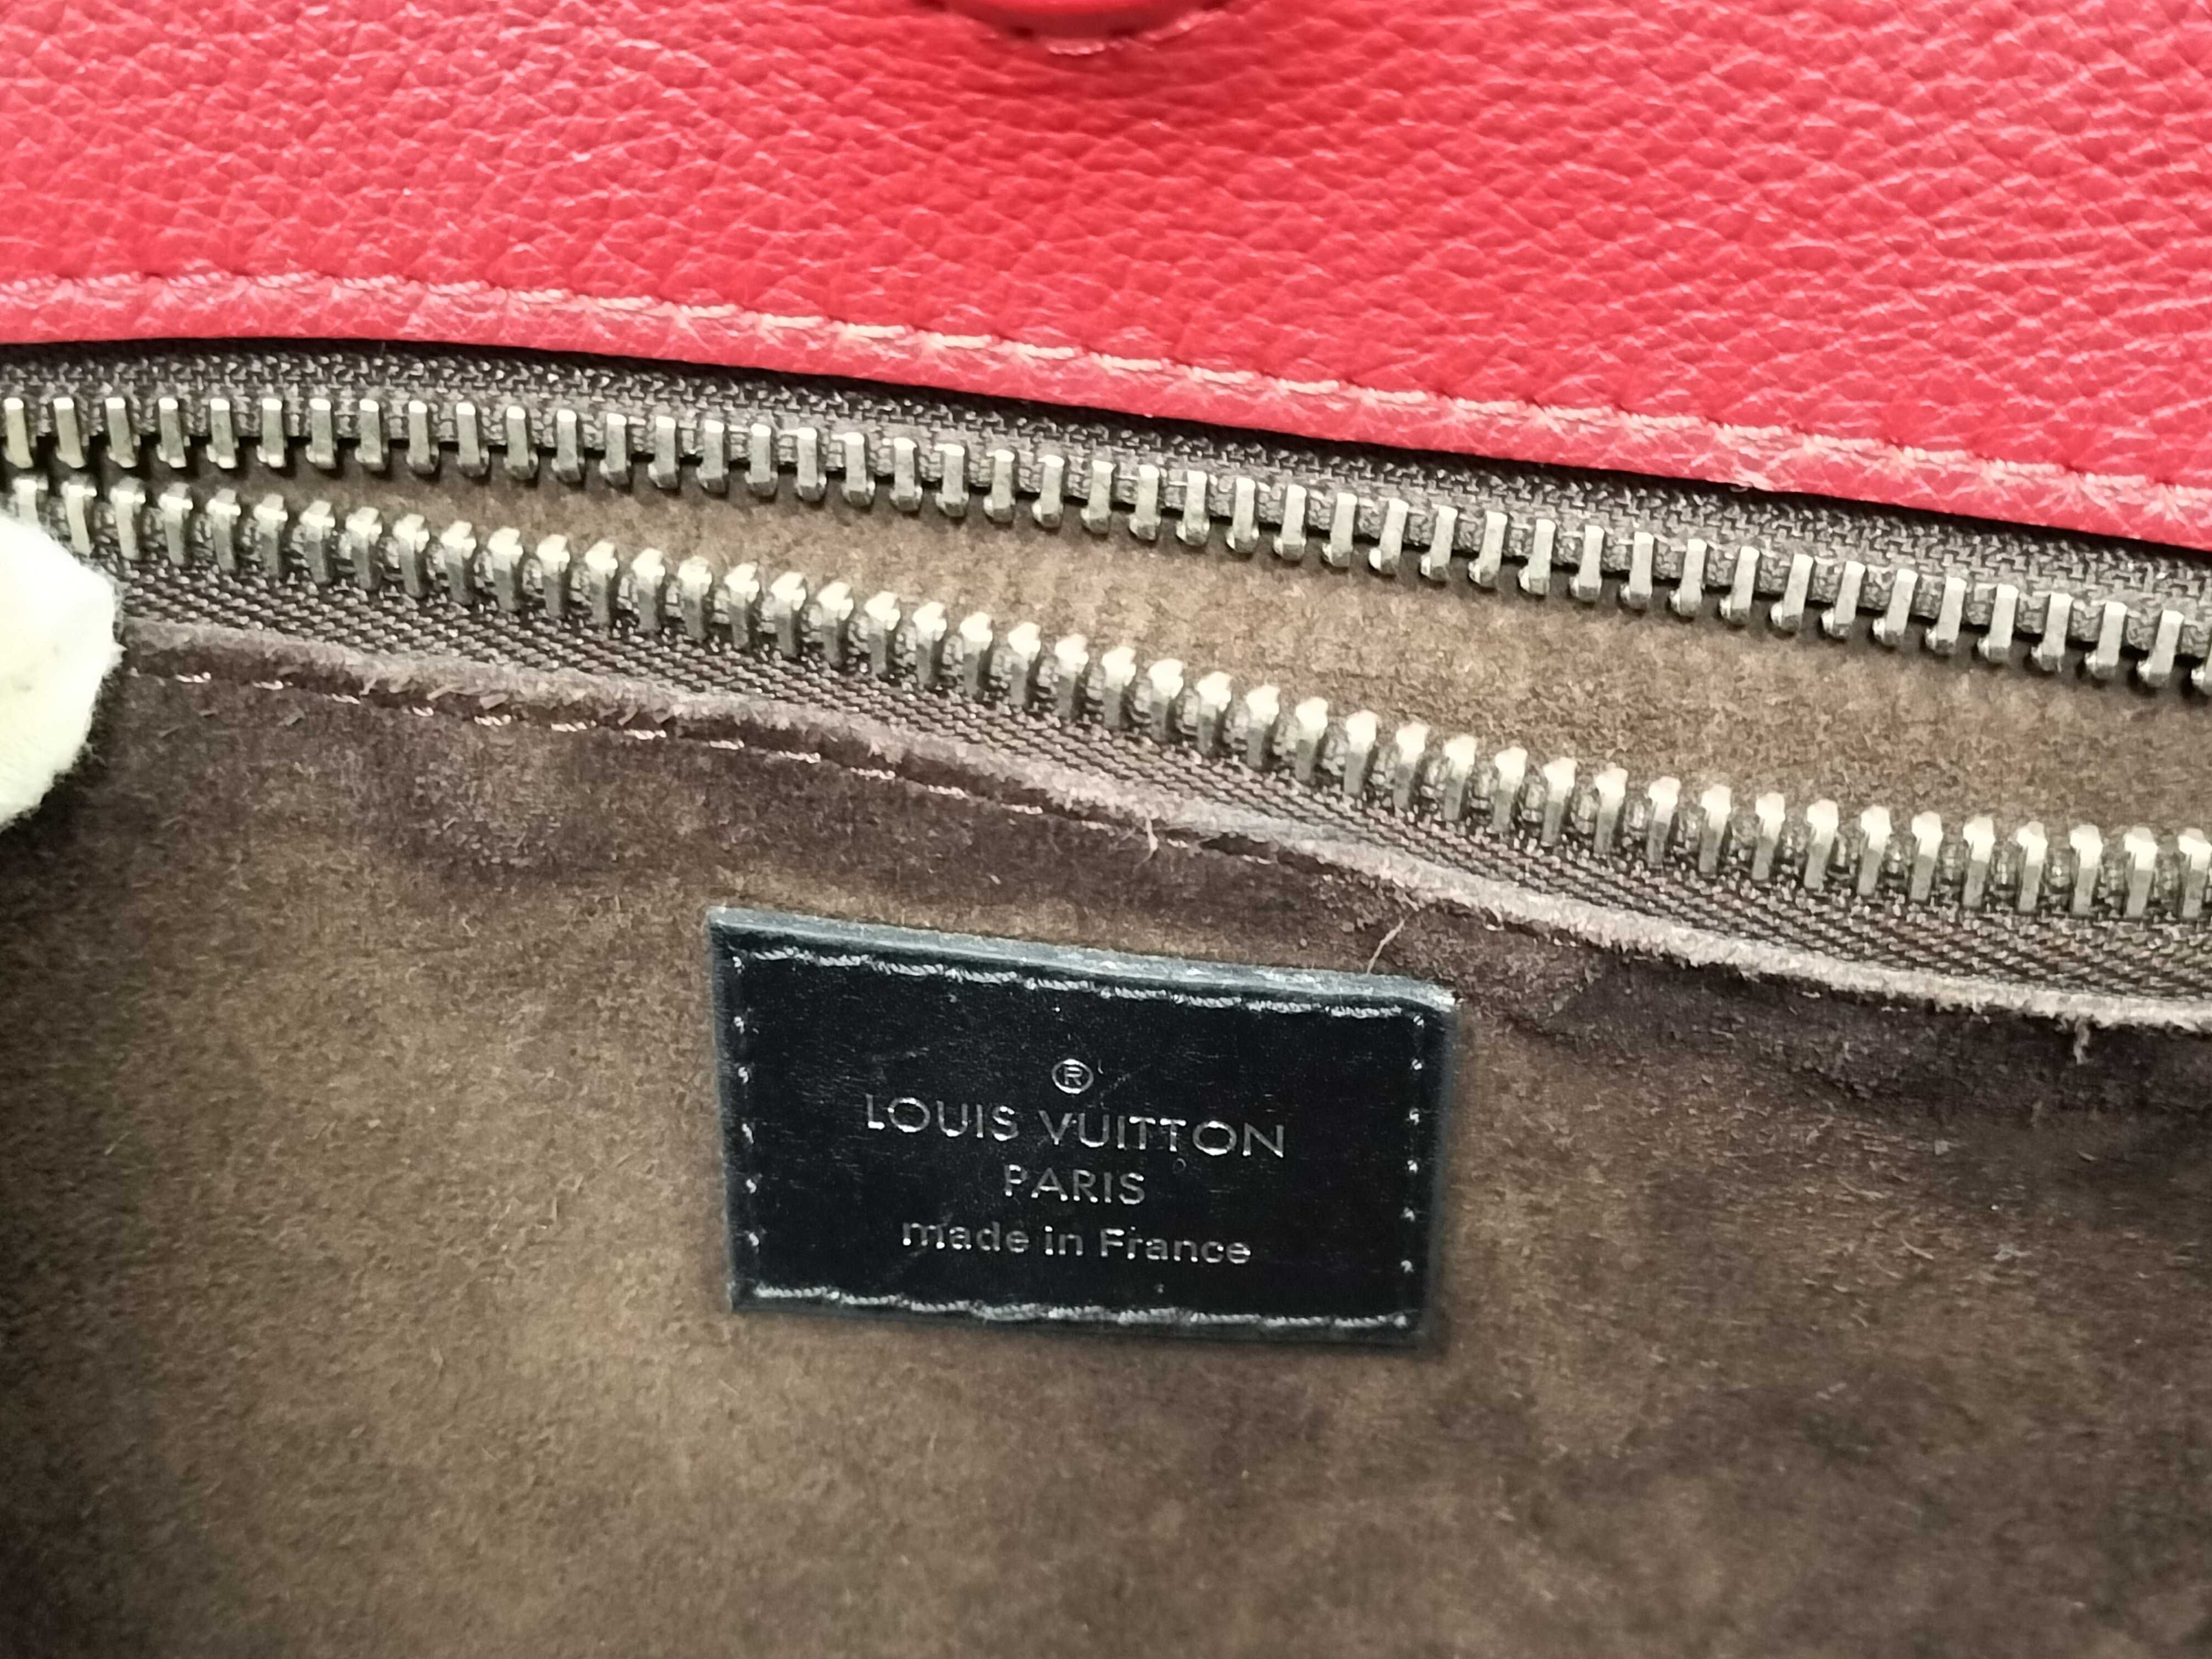 ®
LOUIS VUITTON
PARIS
made in France